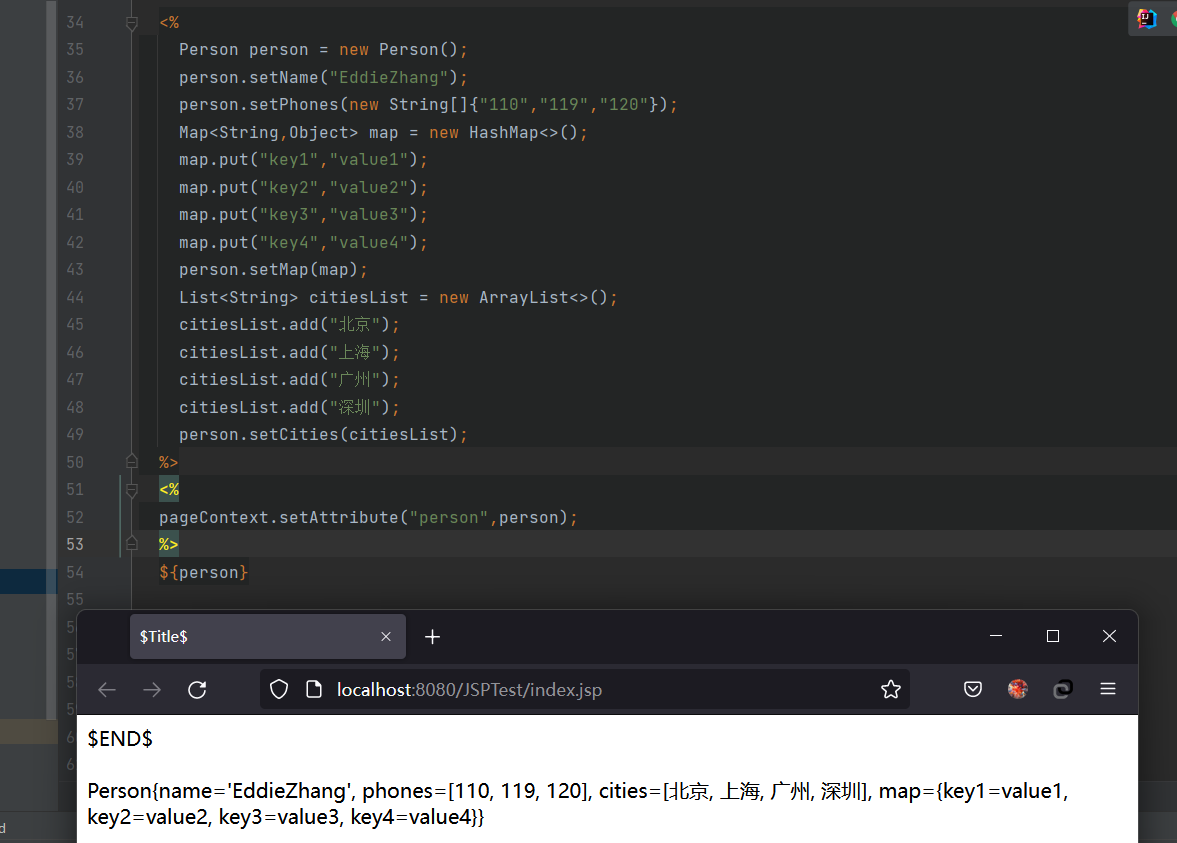 34 <%
35 Person person = new Person();
36 person.setName("EddieZhang");
37 person.setPhones(new String[]{"110","119","120"});
38 Map<String,Object> map = new HashMap<>();
39 map.put("key1","value1");
40 map.put("key2","value2");
41 map.put("key3","value3");
42 map.put("key4","value4");
43 person.setMap(map);
44 List<String> citiesList = new ArrayList<>();
45 citiesList.add("北京");
46 citiesList.add("上海");
47 citiesList.add("广州");
48 citiesList.add("深圳");
49 person.setCities(citiesList);
50 %>
51 <%
52 pageContext.setAttribute("person",person);
53 %>
54 ${person}
55
$Title$
localhost:8080/JSPTest/index.jsp
$END$
Person{name='EddieZhang', phones=[110, 119, 120], cities=[北京, 上海, 广州, 深圳], map={key1=value1,
key2=value2, key3=value3, key4=value4}}